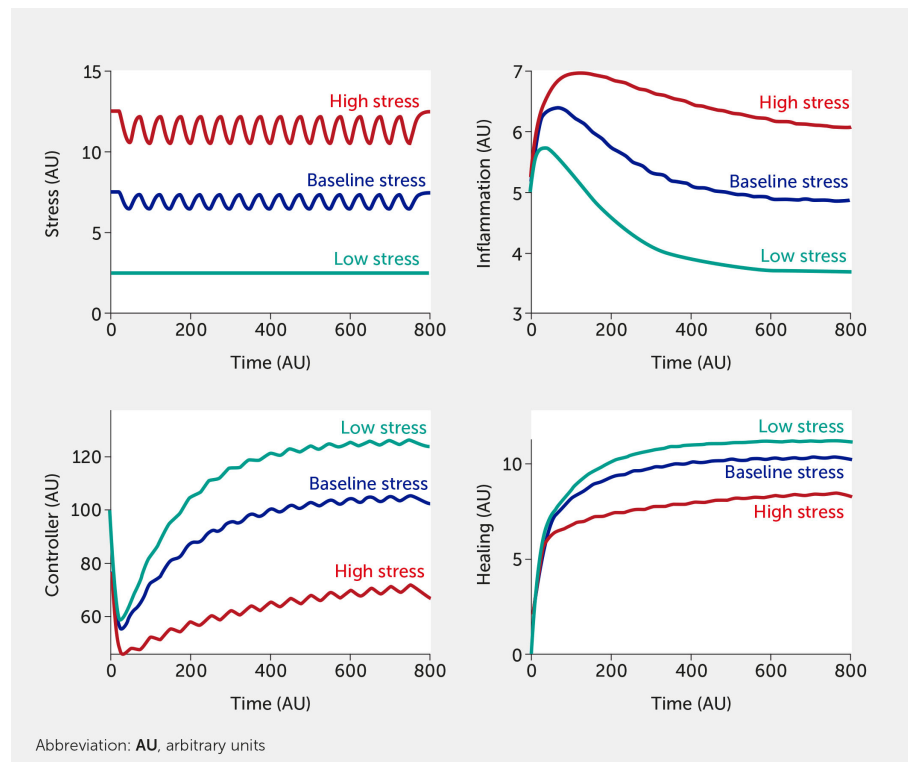 15
10
5
0
Stress (AU)
High stress
Baseline stress
Low stress
0 200 400 600 800
Time (AU)
7
6
5
4
3
Inflammation (AU)
High stress
Baseline stress
Low stress
0 200 400 600 800
Time (AU)
120
100
80
60
Controller (AU)
Low stress
Baseline stress
High stress
0 200 400 600 800
Time (AU)
10
5
0
Healing (AU)
Low stress
Baseline stress
High stress
0 200 400 600 800
Time (AU)
Abbreviation: AU, arbitrary units